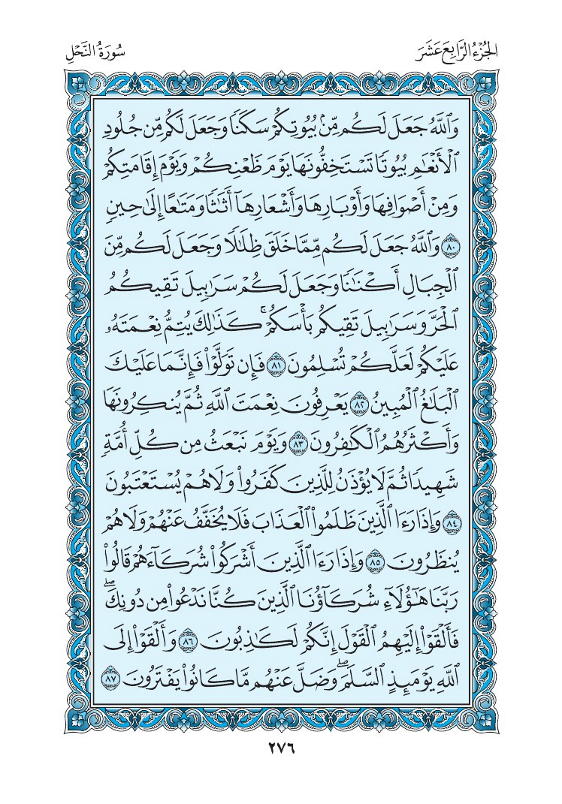 الجُزْءُ الرَّابِعَ عَشَرَ
سُورَةُ النَّحْلِ
وَٱللَّهُ جَعَلَ لَكُم مِّنۢ بُيُوتِكُمْ سَكَنًا وَجَعَلَ لَكُم مِّن جُلُودِ
ٱلْأَنْعَٰمِ بُيُوتًا تَسْتَخِفُّونَهَا يَوْمَ ظَعْنِكُمْ وَيَوْمَ إِقَامَتِكُمْ
وَمِنْ أَصْوَافِهَا وَأَوْبَارِهَا وَأَشْعَارِهَآ أَثَٰثًا وَمَتَٰعًا إِلَىٰ حِينٍ
٨٠ وَٱللَّهُ جَعَلَ لَكُم مِّمَّا خَلَقَ ظِلَٰلًا وَجَعَلَ لَكُم مِّنَ
ٱلْجِبَالِ أَكْنَٰنًا وَجَعَلَ لَكُمْ سَرَٰبِيلَ تَقِيكُمُ
ٱلْحَرَّ وَسَرَٰبِيلَ تَقِيكُم بَأْسَكُمْ ۚ كَذَٰلِكَ يُتِمُّ نِعْمَتَهُۥ
عَلَيْكُمْ لَعَلَّكُمْ تُسْلِمُونَ ٨١ فَإِن تَوَلَّوْا۟ فَإِنَّمَا عَلَيْكَ
ٱلْبَلَٰغُ ٱلْمُبِينُ ٨٢ يَعْرِفُونَ نِعْمَتَ ٱللَّهِ ثُمَّ يُنكِرُونَهَا
وَأَكْثَرُهُمُ ٱلْكَٰفِرُونَ ٨٣ وَيَوْمَ نَبْعَثُ مِن كُلِّ أُمَّةٍ
شَهِيدًا ثُمَّ لَا يُؤْذَنُ لِلَّذِينَ كَفَرُوا۟ وَلَا هُمْ يُسْتَعْتَبُونَ
٨٤ وَإِذَا رَءَا ٱلَّذِينَ ظَلَمُوا۟ ٱلْعَذَابَ فَلَا يُخَفَّفُ عَنْهُمْ وَلَا هُمْ
يُنظَرُونَ ٨٥ وَإِذَا رَءَا ٱلَّذِينَ أَشْرَكُوا۟ شُرَكَآءَهُمْ قَالُوا۟
رَبَّنَا هَٰٓؤُلَآءِ شُرَكَآؤُنَا ٱلَّذِينَ كُنَّا نَدْعُوا۟ مِن دُونِكَ ۖ
فَأَلْقَوْا۟ إِلَيْهِمُ ٱلْقَوْلَ إِنَّكُمْ لَكَٰذِبُونَ ٨٦ وَأَلْقَوْا۟ إِلَى
ٱللَّهِ يَوْمَئِذٍ ٱلسَّلَمَ ۖ وَضَلَّ عَنْهُم مَّا كَانُوا۟ يَفْتَرُونَ ٨٧
٢٧٦